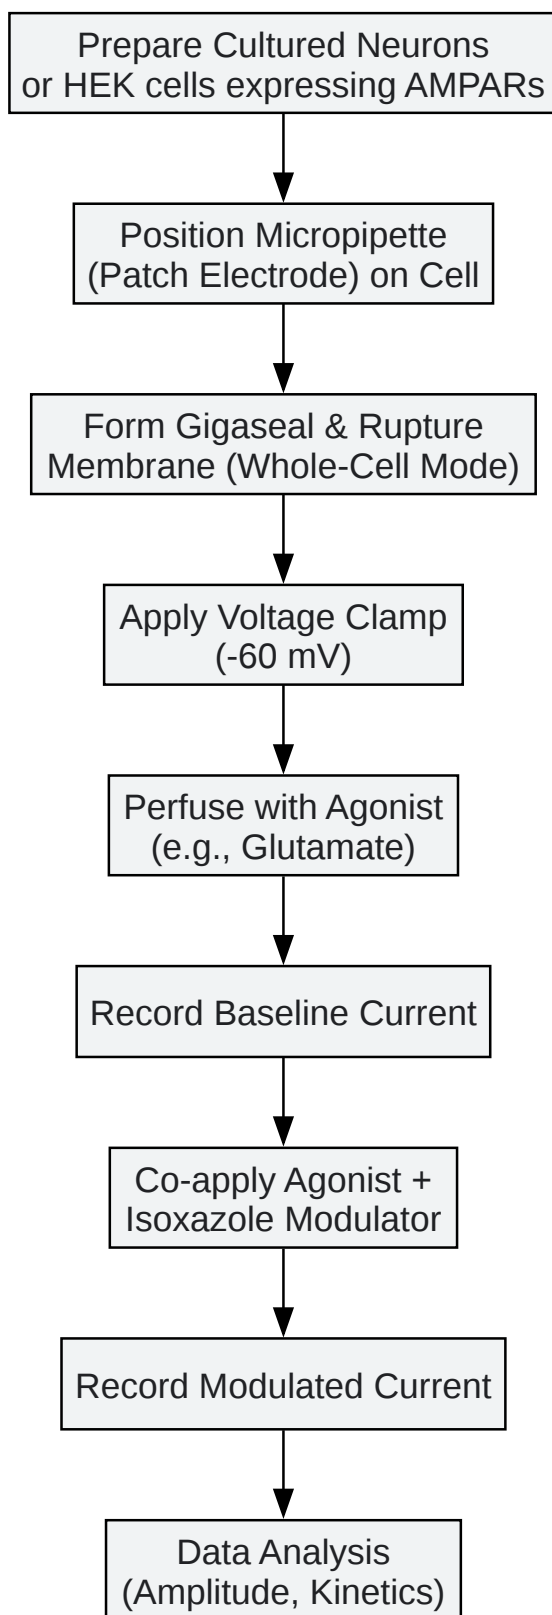 Prepare Cultured Neurons
or HEK cells expressing AMPARs
Position Micropipette
(Patch Electrode) on Cell
Form Gigaseal & Rupture
Membrane (Whole-Cell Mode)
Apply Voltage Clamp
(-60 mV)
Perfuse with Agonist
(e.g., Glutamate)
Record Baseline Current
Co-apply Agonist +
Isoxazole Modulator
Record Modulated Current
Data Analysis
(Amplitude, Kinetics)